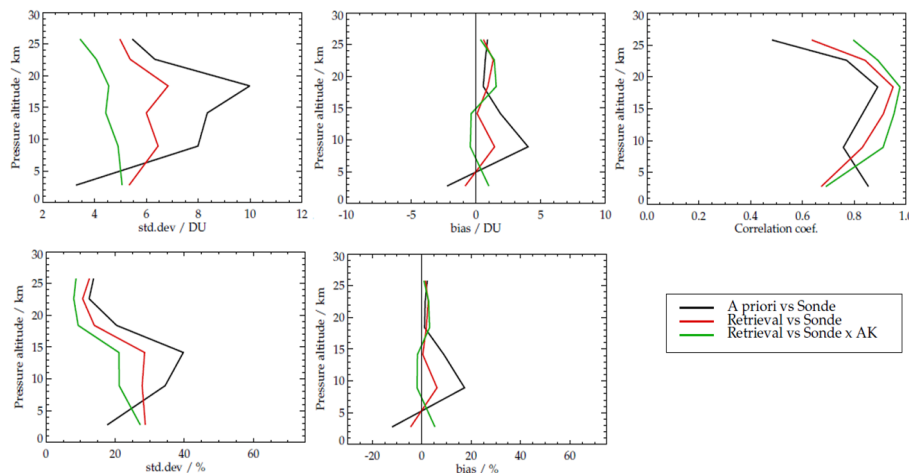 Pressure altitude / km
30
25
20
15
10
5
0
2 4 6 8 10 12
std.dev / DU
Pressure altitude / km
30
25
20
15
10
5
0
-10 -5 0 5 10
bias / DU
Pressure altitude / km
30
25
20
15
10
5
0
0.0 0.2 0.4 0.6 0.8 1.0
Correlation coef.
Pressure altitude / km
30
25
20
15
10
5
0
0 20 40 60
std.dev / %
Pressure altitude / km
30
25
20
15
10
5
0
-20 0 20 40 60
bias / %
A priori vs Sonde
Retrieval vs Sonde
Retrieval vs Sonde x AK